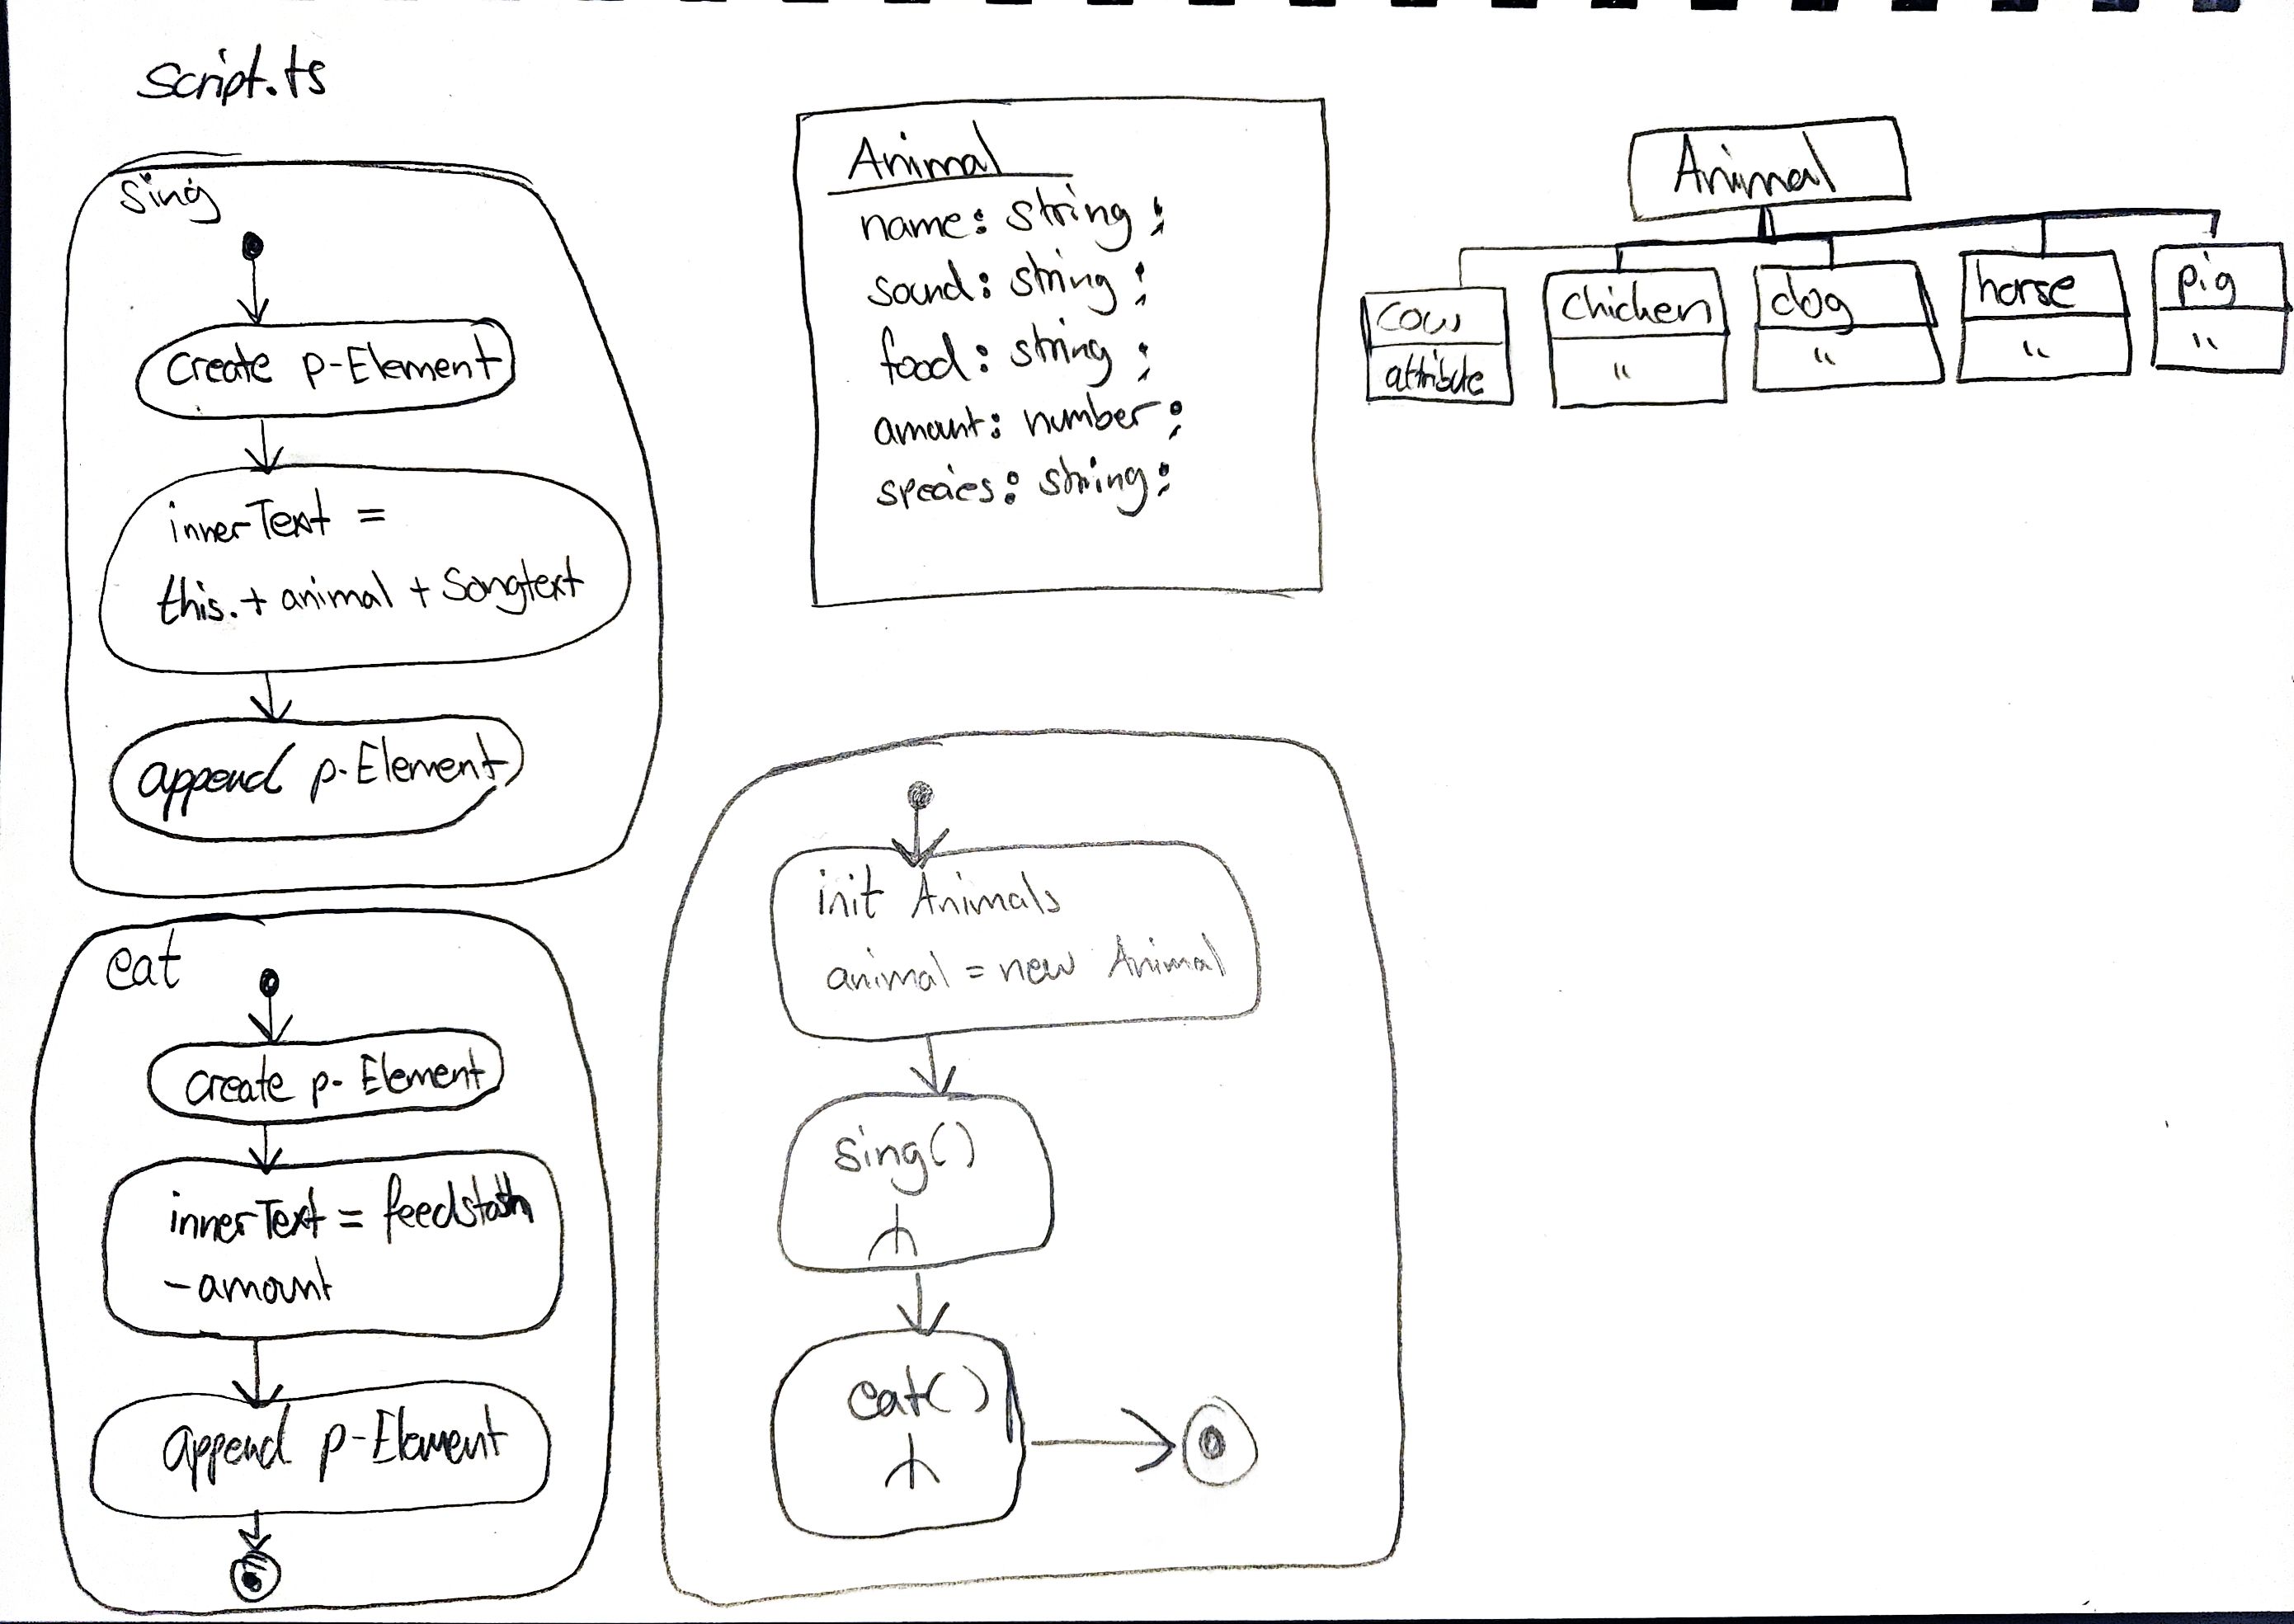 script.ts
sing
create p-Element
innerText =
this. + animal + Songtext
append p-Element
eat
create p-Element
innerText =
- amount
append p-Element
Animal
name: string;
sound: string;
food: string;
amount: number;
species: string;
Animal
cow
attribute
chicken
"
dog
"
horse
"
pig
"
init Animals
animal = new Animal
sing()
eat()